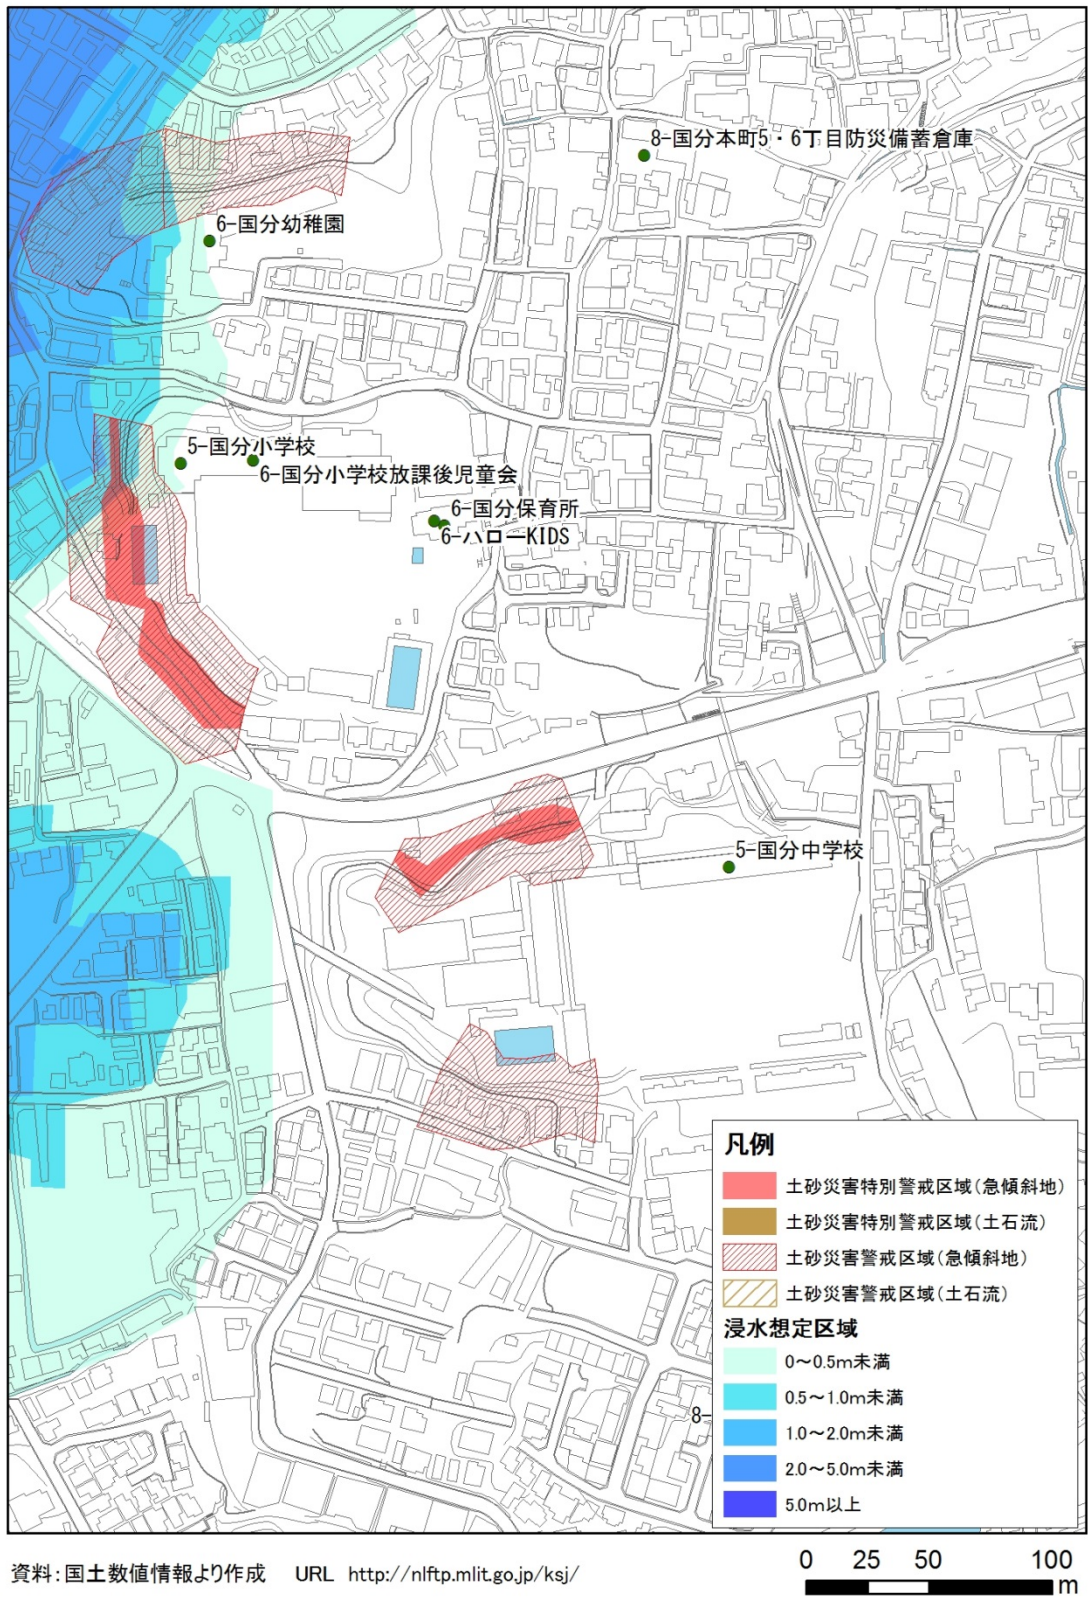 8-国分本町5・6丁目防災備蓄倉庫
6-国分幼稚園
5-国分小学校
6-国分小学校放課後児童会
6-国分保育所
6-ハローKIDS
5-国分中学校
8-
凡例
土砂災害特別警戒区域(急傾斜地)
土砂災害特別警戒区域(土石流)
土砂災害警戒区域(急傾斜地)
土砂災害警戒区域(土石流)
浸水想定区域
0～0.5m未満
0.5～1.0m未満
1.0～2.0m未満
2.0～5.0m未満
5.0m以上
資料:国土数値情報より作成 URL http://nlftp.mlit.go.jp/ksj/
0 25 50 100
m